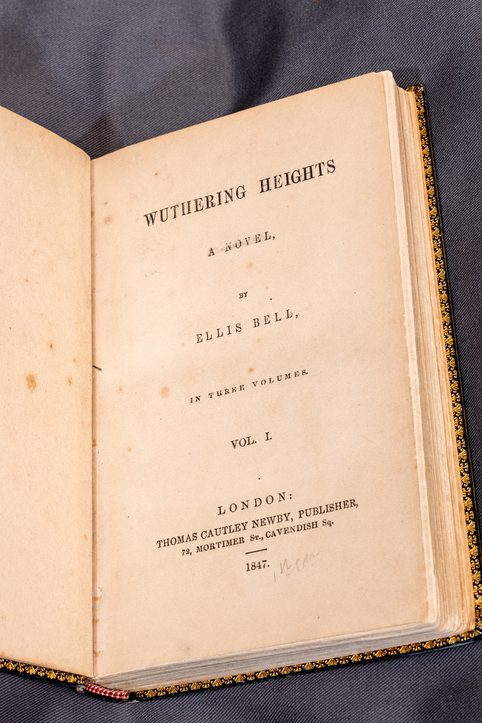 WUTHERING HEIGHTS
A NOVEL,
BY
ELLIS BELL,
IN THREE VOLUMES.
VOL. I.
LONDON:
THOMAS CAUTLEY NEWBY, PUBLISHER,
72, MORTIMER St., CAVENDISH Sq.
1847.